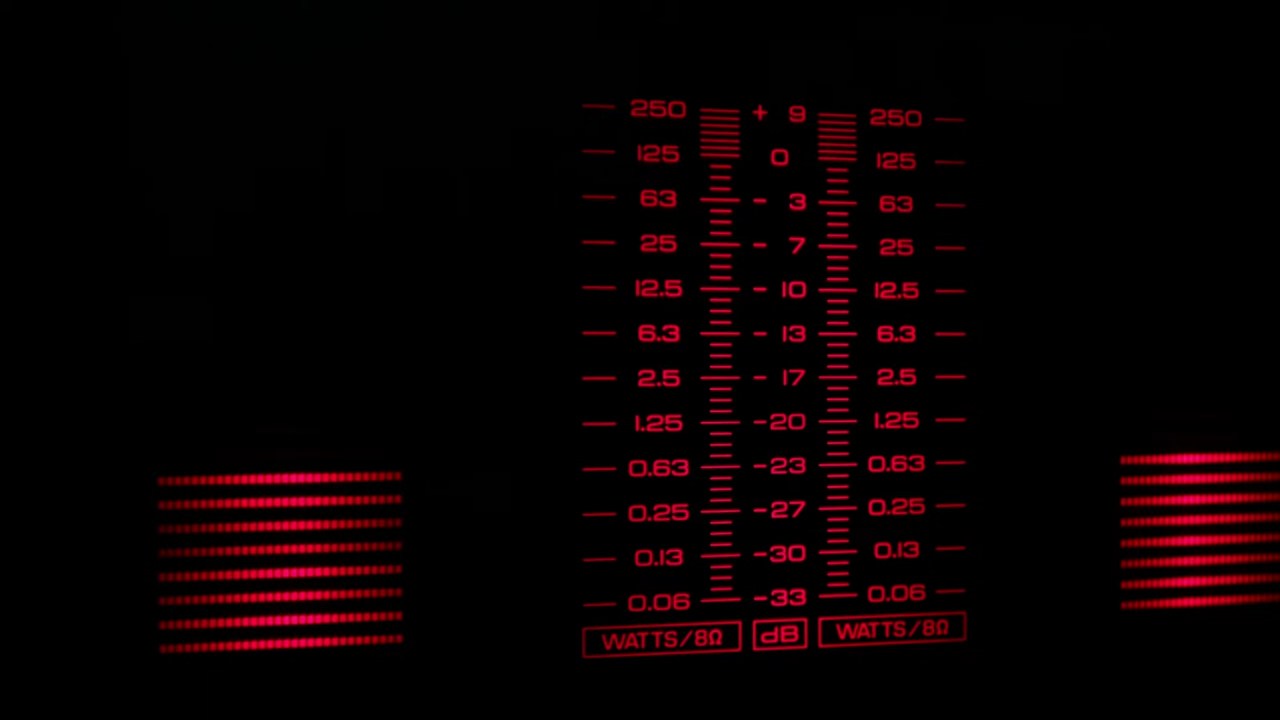 250 + 9 250
125 0 125
63 - 3 63
25 - 7 25
12.5 - 10 12.5
6.3 - 13 6.3
2.5 - 17 2.5
1.25 -20 1.25
0.63 -23 0.63
0.25 -27 0.25
0.13 -30 0.13
0.06 -33 0.06
WATTS/8Ω dB WATTS/8Ω